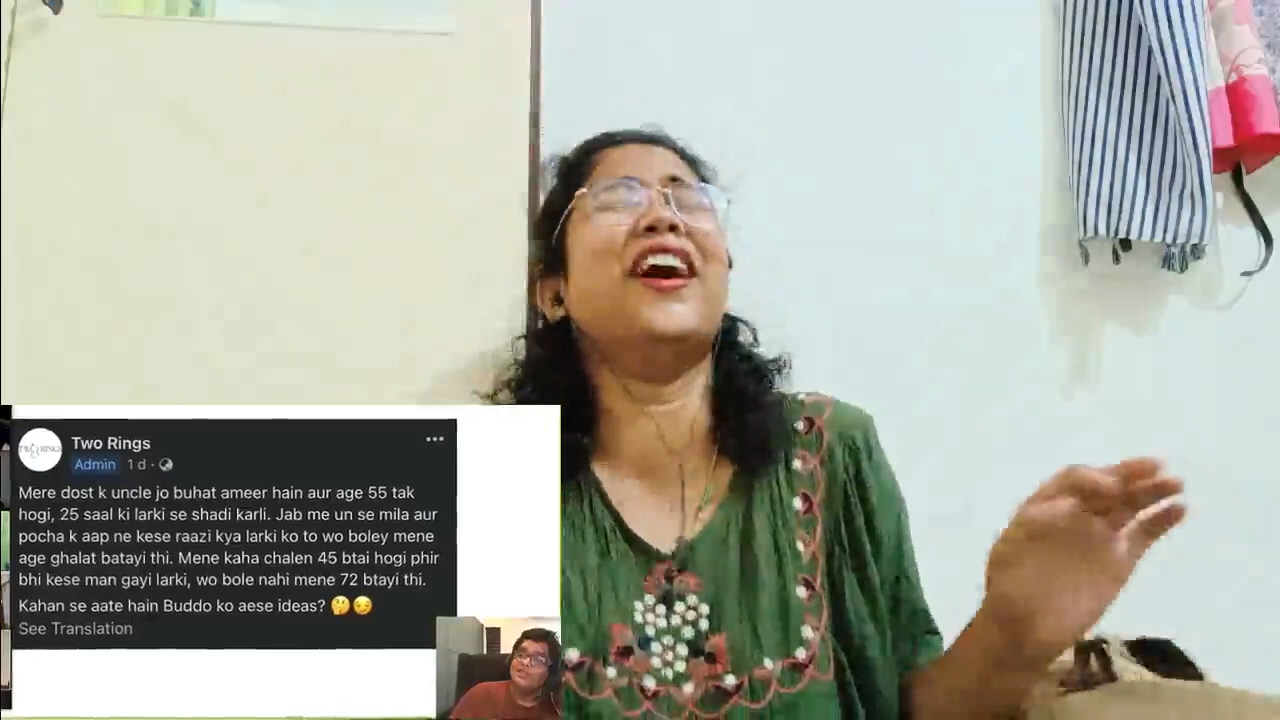 Two Rings
Admin 1 d ·
Mere dost k uncle jo buhat ameer hain aur age 55 tak
hogi, 25 saal ki larki se shadi karli. Jab me un se mila aur
pocha k aap ne kese raazi kya larki ko to wo boley mene
age ghalat batayi thi. Mene kaha chalen 45 btai hogi phir
bhi kese man gayi larki, wo bole nahi mene 72 btayi thi.
Kahan se aate hain Buddo ko aese ideas? 🤔😏
See Translation